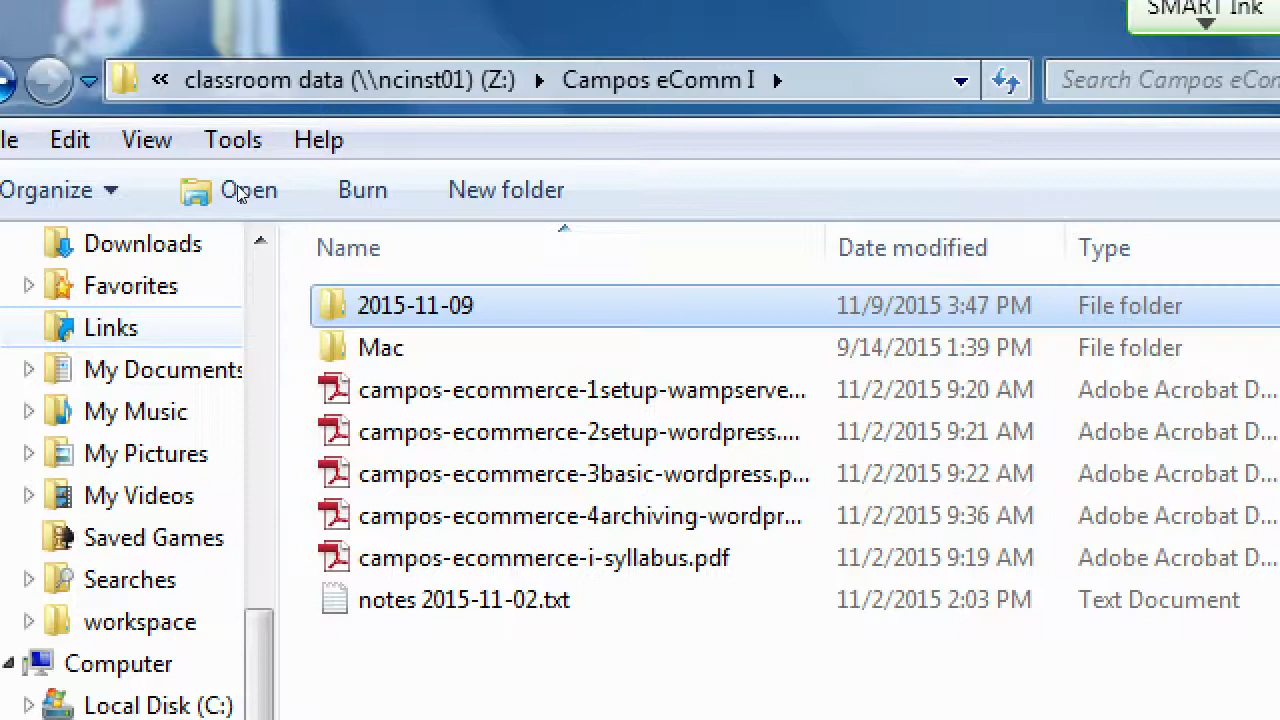 SMART Ink
« classroom data (\\ncinst01) (Z:) Campos eComm I Search Campos eCon
le Edit View Tools Help
Organize Open Burn New folder
Name Date modified Type
Downloads
Favorites
Links
My Documents
My Music
My Pictures
My Videos
Saved Games
Searches
workspace
Computer
Local Disk (C:)
2015-11-09 11/9/2015 3:47 PM File folder
Mac 9/14/2015 1:39 PM File folder
campos-ecommerce-1setup-wampserve... 11/2/2015 9:20 AM Adobe Acrobat D...
campos-ecommerce-2setup-wordpress.... 11/2/2015 9:21 AM Adobe Acrobat D...
campos-ecommerce-3basic-wordpress.p... 11/2/2015 9:22 AM Adobe Acrobat D...
campos-ecommerce-4archiving-wordpr... 11/2/2015 9:36 AM Adobe Acrobat D...
campos-ecommerce-i-syllabus.pdf 11/2/2015 9:19 AM Adobe Acrobat D...
notes 2015-11-02.txt 11/2/2015 2:03 PM Text Document